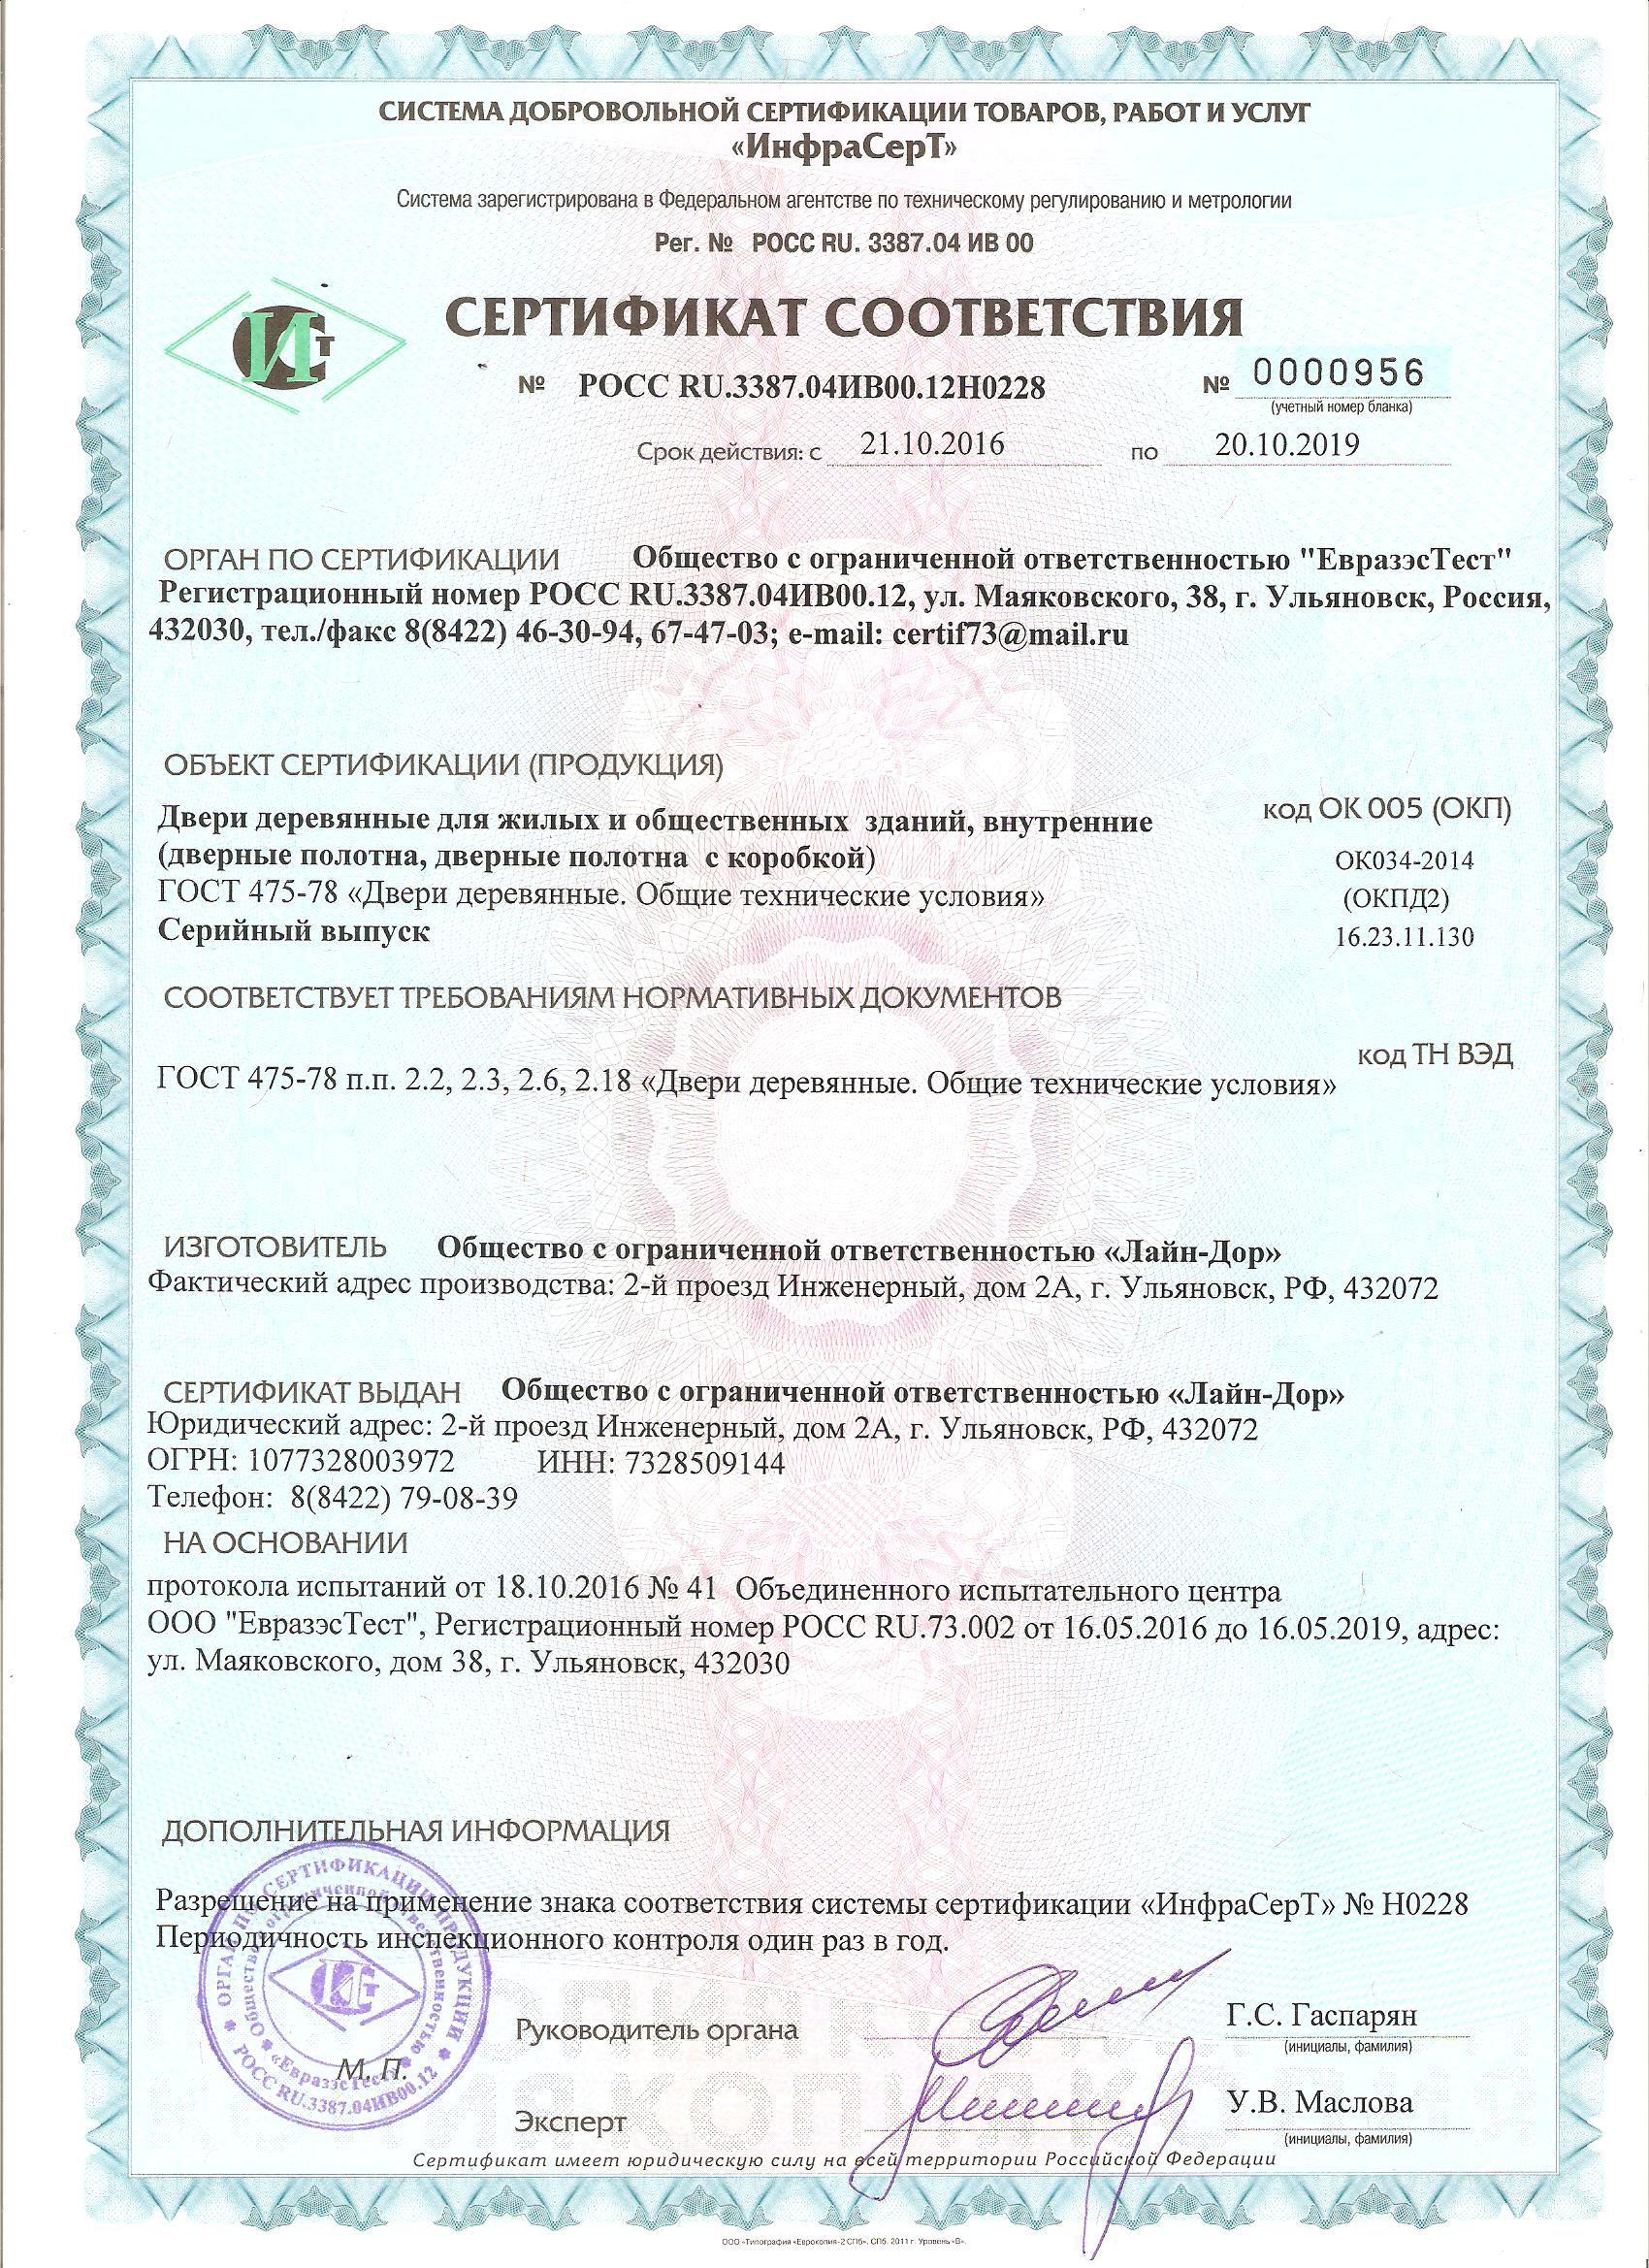 СИСТЕМА ДОБРОВОЛЬНОЙ СЕРТИФИКАЦИИ ТОВАРОВ, РАБОТ И УСЛУГ
«ИнфраСерТ»
Система зарегистрирована в Федеральном агентстве по техническому регулированию и метрологии
Рег. № РОСС RU. 3387.04 ИВ 00
СЕРТИФИКАТ СООТВЕТСТВИЯ
№ РОСС RU.3387.04ИВ00.12Н0228 № 0000956
(учетный номер бланка)
Срок действия: с 21.10.2016 по 20.10.2019
ОРГАН ПО СЕРТИФИКАЦИИ Общество с ограниченной ответственностью "ЕвразэсТест"
Регистрационный номер РОСС RU.3387.04ИВ00.12, ул. Маяковского, 38, г. Ульяновск, Россия,
432030, тел./факс 8(8422) 46-30-94, 67-47-03; e-mail: certif73@mail.ru
ОБЪЕКТ СЕРТИФИКАЦИИ (ПРОДУКЦИЯ)
код ОК 005 (ОКП)
Двери деревянные для жилых и общественных зданий, внутренние
(дверные полотна, дверные полотна с коробкой) ОК034-2014
ГОСТ 475-78 «Двери деревянные. Общие технические условия» (ОКПД2)
Серийный выпуск 16.23.11.130
СООТВЕТСТВУЕТ ТРЕБОВАНИЯМ НОРМАТИВНЫХ ДОКУМЕНТОВ
код ТН ВЭД
ГОСТ 475-78 п.п. 2.2, 2.3, 2.6, 2.18 «Двери деревянные. Общие технические условия»
ИЗГОТОВИТЕЛЬ Общество с ограниченной ответственностью «Лайн-Дор»
Фактический адрес производства: 2-й проезд Инженерный, дом 2А, г. Ульяновск, РФ, 432072
СЕРТИФИКАТ ВЫДАН Общество с ограниченной ответственностью «Лайн-Дор»
Юридический адрес: 2-й проезд Инженерный, дом 2А, г. Ульяновск, РФ, 432072
ОГРН: 1077328003972 ИНН: 7328509144
Телефон: 8(8422) 79-08-39
НА ОСНОВАНИИ
протокола испытаний от 18.10.2016 № 41 Объединенного испытательного центра
ООО "ЕвразэсТест", Регистрационный номер РОСС RU.73.002 от 16.05.2016 до 16.05.2019, адрес:
ул. Маяковского, дом 38, г. Ульяновск, 432030
ДОПОЛНИТЕЛЬНАЯ ИНФОРМАЦИЯ
Разрешение на применение знака соответствия системы сертификации «ИнфраСерТ» № Н0228
Периодичность инспекционного контроля один раз в год.
ОРГАН ПО СЕРТИФИКАЦИИ ПРОДУКЦИИ
РОСС RU.3387.04ИВ00.12
Общество с ограниченной ответственностью
«ЕвразэсТест»
М. П.
Руководитель органа Г.С. Гаспарян
(инициалы, фамилия)
Эксперт У.В. Маслова
(инициалы, фамилия)
Сертификат имеет юридическую силу на всей территории Российской Федерации
ООО «Типография «Еврокопия-2 СПб». СПб. 2011 г. Уровень «В».